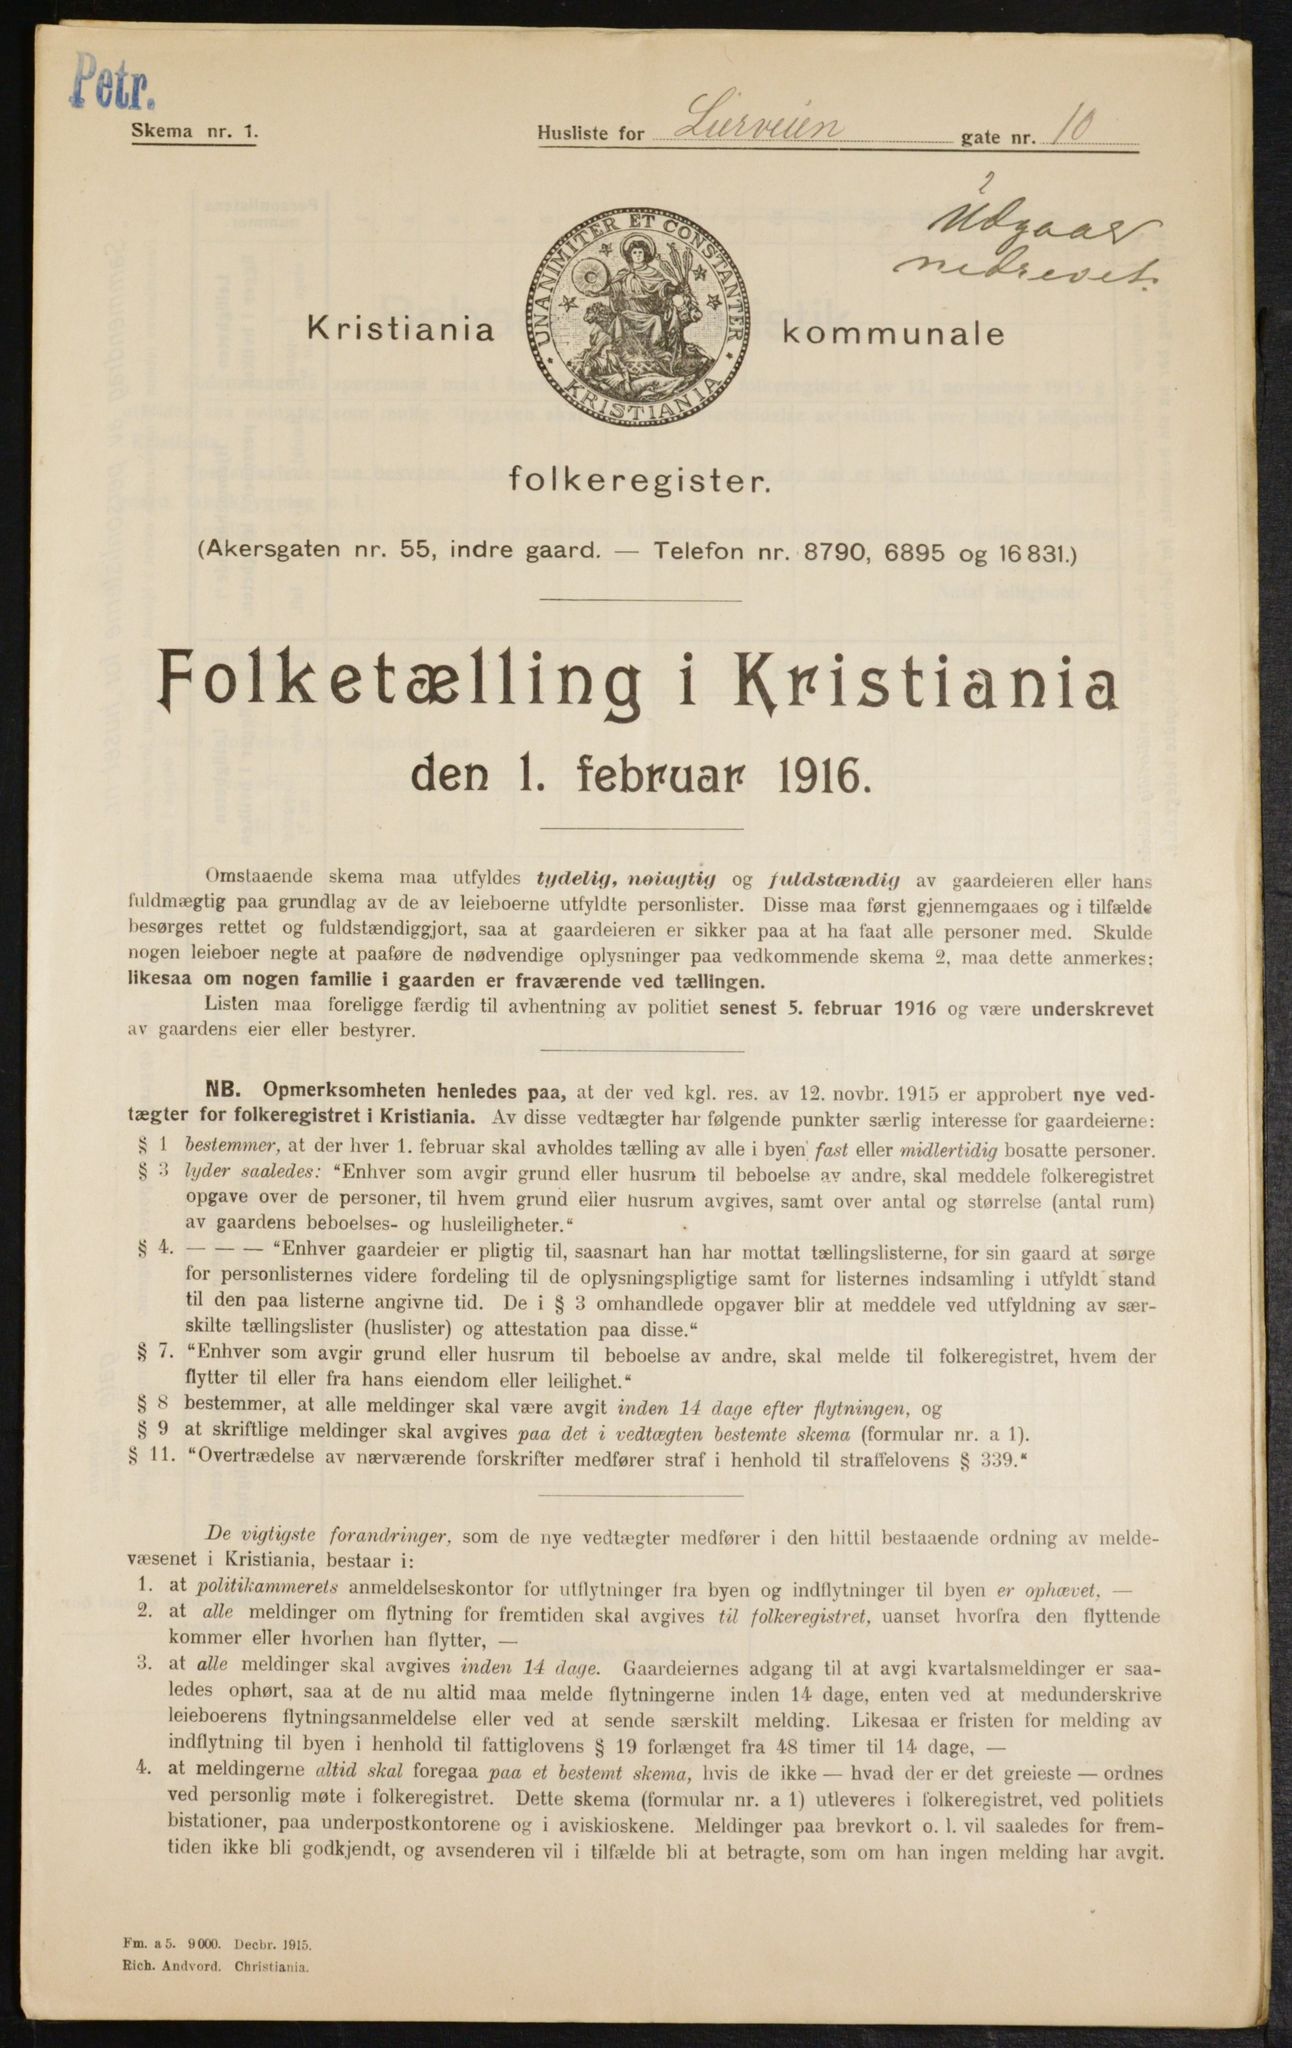 Petr.
Skema nr. 1.
Husliste for Lierveien gate nr. 10
Udgaar
nedrevet.
UNANIMITER ET CONSTANTER
KRISTIANIA
Kristiania kommunale
folkeregister.
(Akersgaten nr. 55, indre gaard. — Telefon nr. 8790, 6895 og 16 831.)
Folketælling i Kristiania
den 1. februar 1916.
Omstaaende skema maa utfyldes tydelig, nøiagtig og fuldstændig av gaardeieren eller hans
fuldmægtig paa grundlag av de av leieboerne utfyldte personlister. Disse maa først gjennemgaaes og i tilfælde
besørges rettet og fuldstændiggjort, saa at gaardeieren er sikker paa at ha faat alle personer med. Skulde
nogen leieboer negte at paaføre de nødvendige oplysninger paa vedkommende skema 2, maa dette anmerkes;
likesaa om nogen familie i gaarden er fraværende ved tællingen.
Listen maa foreligge færdig til avhentning av politiet senest 5. februar 1916 og være underskrevet
av gaardens eier eller bestyrer.
NB. Opmerksomheten henledes paa, at der ved kgl. res. av 12. novbr. 1915 er approbert nye ved-
tægter for folkeregistret i Kristiania. Av disse vedtægter har følgende punkter særlig interesse for gaardeierne:
§ 1 bestemmer, at der hver 1. februar skal avholdes tælling av alle i byen fast eller midlertidig bosatte personer.
§ 3 lyder saaledes: "Enhver som avgir grund eller husrum til beboelse av andre, skal meddele folkeregistret
opgave over de personer, til hvem grund eller husrum avgives, samt over antal og størrelse (antal rum)
av gaardens beboelses- og husleiligheter."
§ 4. — — — "Enhver gaardeier er pligtig til, saasnart han har mottat tællingslisterne, for sin gaard at sørge
for personlisternes videre fordeling til de oplysningspligtige samt for listernes indsamling i utfyldt stand
til den paa listerne angivne tid. De i § 3 omhandlede opgaver blir at meddele ved utfyldning av sær-
skilte tællingslister (huslister) og attestation paa disse."
§ 7. "Enhver som avgir grund eller husrum til beboelse av andre, skal melde til folkeregistret, hvem der
flytter til eller fra hans eiendom eller leilighet."
§ 8 bestemmer, at alle meldinger skal være avgit inden 14 dage efter flytningen, og
§ 9 at skriftlige meldinger skal avgives paa det i vedtægten bestemte skema (formular nr. a 1).
§ 11. "Overtrædelse av nærværende forskrifter medfører straf i henhold til straffelovens § 339."
De vigtigste forandringer, som de nye vedtægter medfører i den hittil bestaaende ordning av melde-
væsenet i Kristiania, bestaar i:
1. at politikammerets anmeldelseskontor for utflytninger fra byen og indflytninger til byen er ophævet, —
2. at alle meldinger om flytning for fremtiden skal avgives til folkeregistret, uanset hvorfra den flyttende
kommer eller hvorhen han flytter, —
3. at alle meldinger skal avgives inden 14 dage. Gaardeiernes adgang til at avgi kvartalsmeldinger er saa-
ledes ophørt, saa at de nu altid maa melde flytningerne inden 14 dage, enten ved at medunderskrive
leieboerens flytningsanmeldelse eller ved at sende særskilt melding. Likesaa er fristen for melding av
indflytning til byen i henhold til fattiglovens § 19 forlænget fra 48 timer til 14 dage, —
4. at meldingerne altid skal foregaa paa et bestemt skema, hvis de ikke — hvad der er det greieste — ordnes
ved personlig møte i folkeregistret. Dette skema (formular nr. a 1) utleveres i folkeregistret, ved politiets
bistationer, paa underpostkontorene og i aviskioskene. Meldinger paa brevkort o. l. vil saaledes for frem-
tiden ikke bli godkjendt, og avsenderen vil i tilfælde bli at betragte, som om han ingen melding har avgit.
Fm. a 5. 9 000. Decbr. 1915.
Rich. Andvord. Christiania.